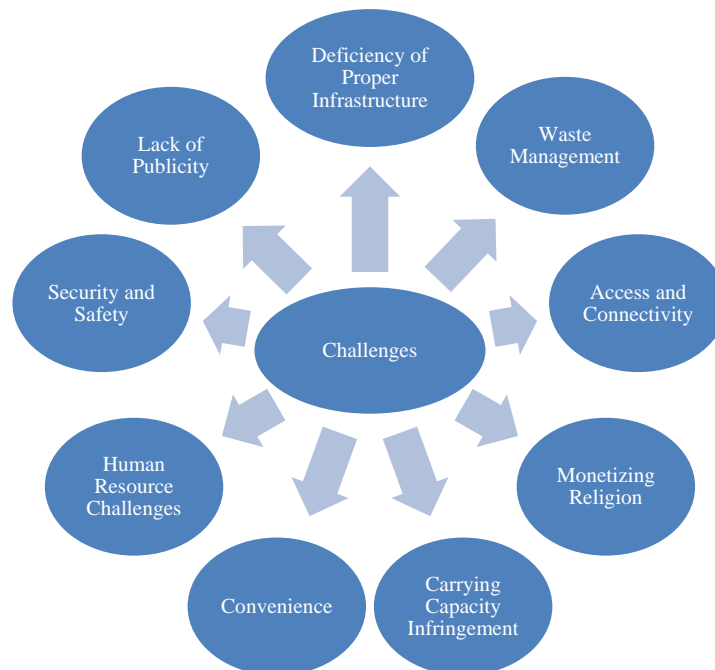 Deficiency of
Proper
Infrastructure
Waste
Management
Access and
Connectivity
Monetizing
Religion
Carrying
Capacity
Infringement
Convenience
Human
Resource
Challenges
Security and
Safety
Lack of
Publicity
Challenges